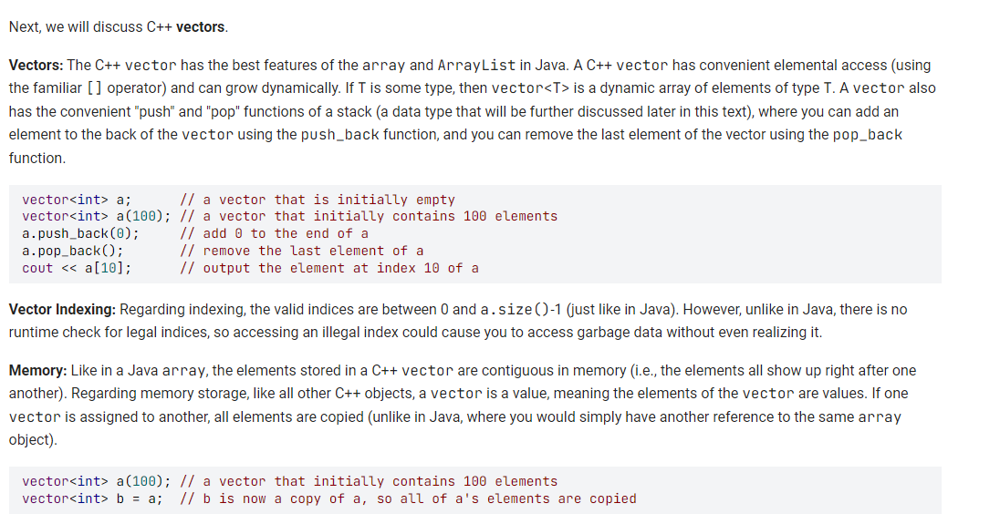 Next, we will discuss C++ vectors.
Vectors: The C++ vector has the best features of the array and ArrayList in Java. A C++ vector has convenient elemental access (using
the familiar [] operator) and can grow dynamically. If T is some type, then vector<T> is a dynamic array of elements of type T. A vector also
has the convenient "push" and "pop" functions of a stack (a data type that will be further discussed later in this text), where you can add an
element to the back of the vector using the push_back function, and you can remove the last element of the vector using the pop_back
function.
vector<int> a;      // a vector that is initially empty
vector<int> a(100); // a vector that initially contains 100 elements
a.push_back(0);     // add 0 to the end of a
a.pop_back();       // remove the last element of a
cout << a[10];      // output the element at index 10 of a
Vector Indexing: Regarding indexing, the valid indices are between 0 and a.size()-1 (just like in Java). However, unlike in Java, there is no
runtime check for legal indices, so accessing an illegal index could cause you to access garbage data without even realizing it.
Memory: Like in a Java array, the elements stored in a C++ vector are contiguous in memory (i.e., the elements all show up right after one
another). Regarding memory storage, like all other C++ objects, a vector is a value, meaning the elements of the vector are values. If one
vector is assigned to another, all elements are copied (unlike in Java, where you would simply have another reference to the same array
object).
vector<int> a(100); // a vector that initially contains 100 elements
vector<int> b = a;  // b is now a copy of a, so all of a's elements are copied